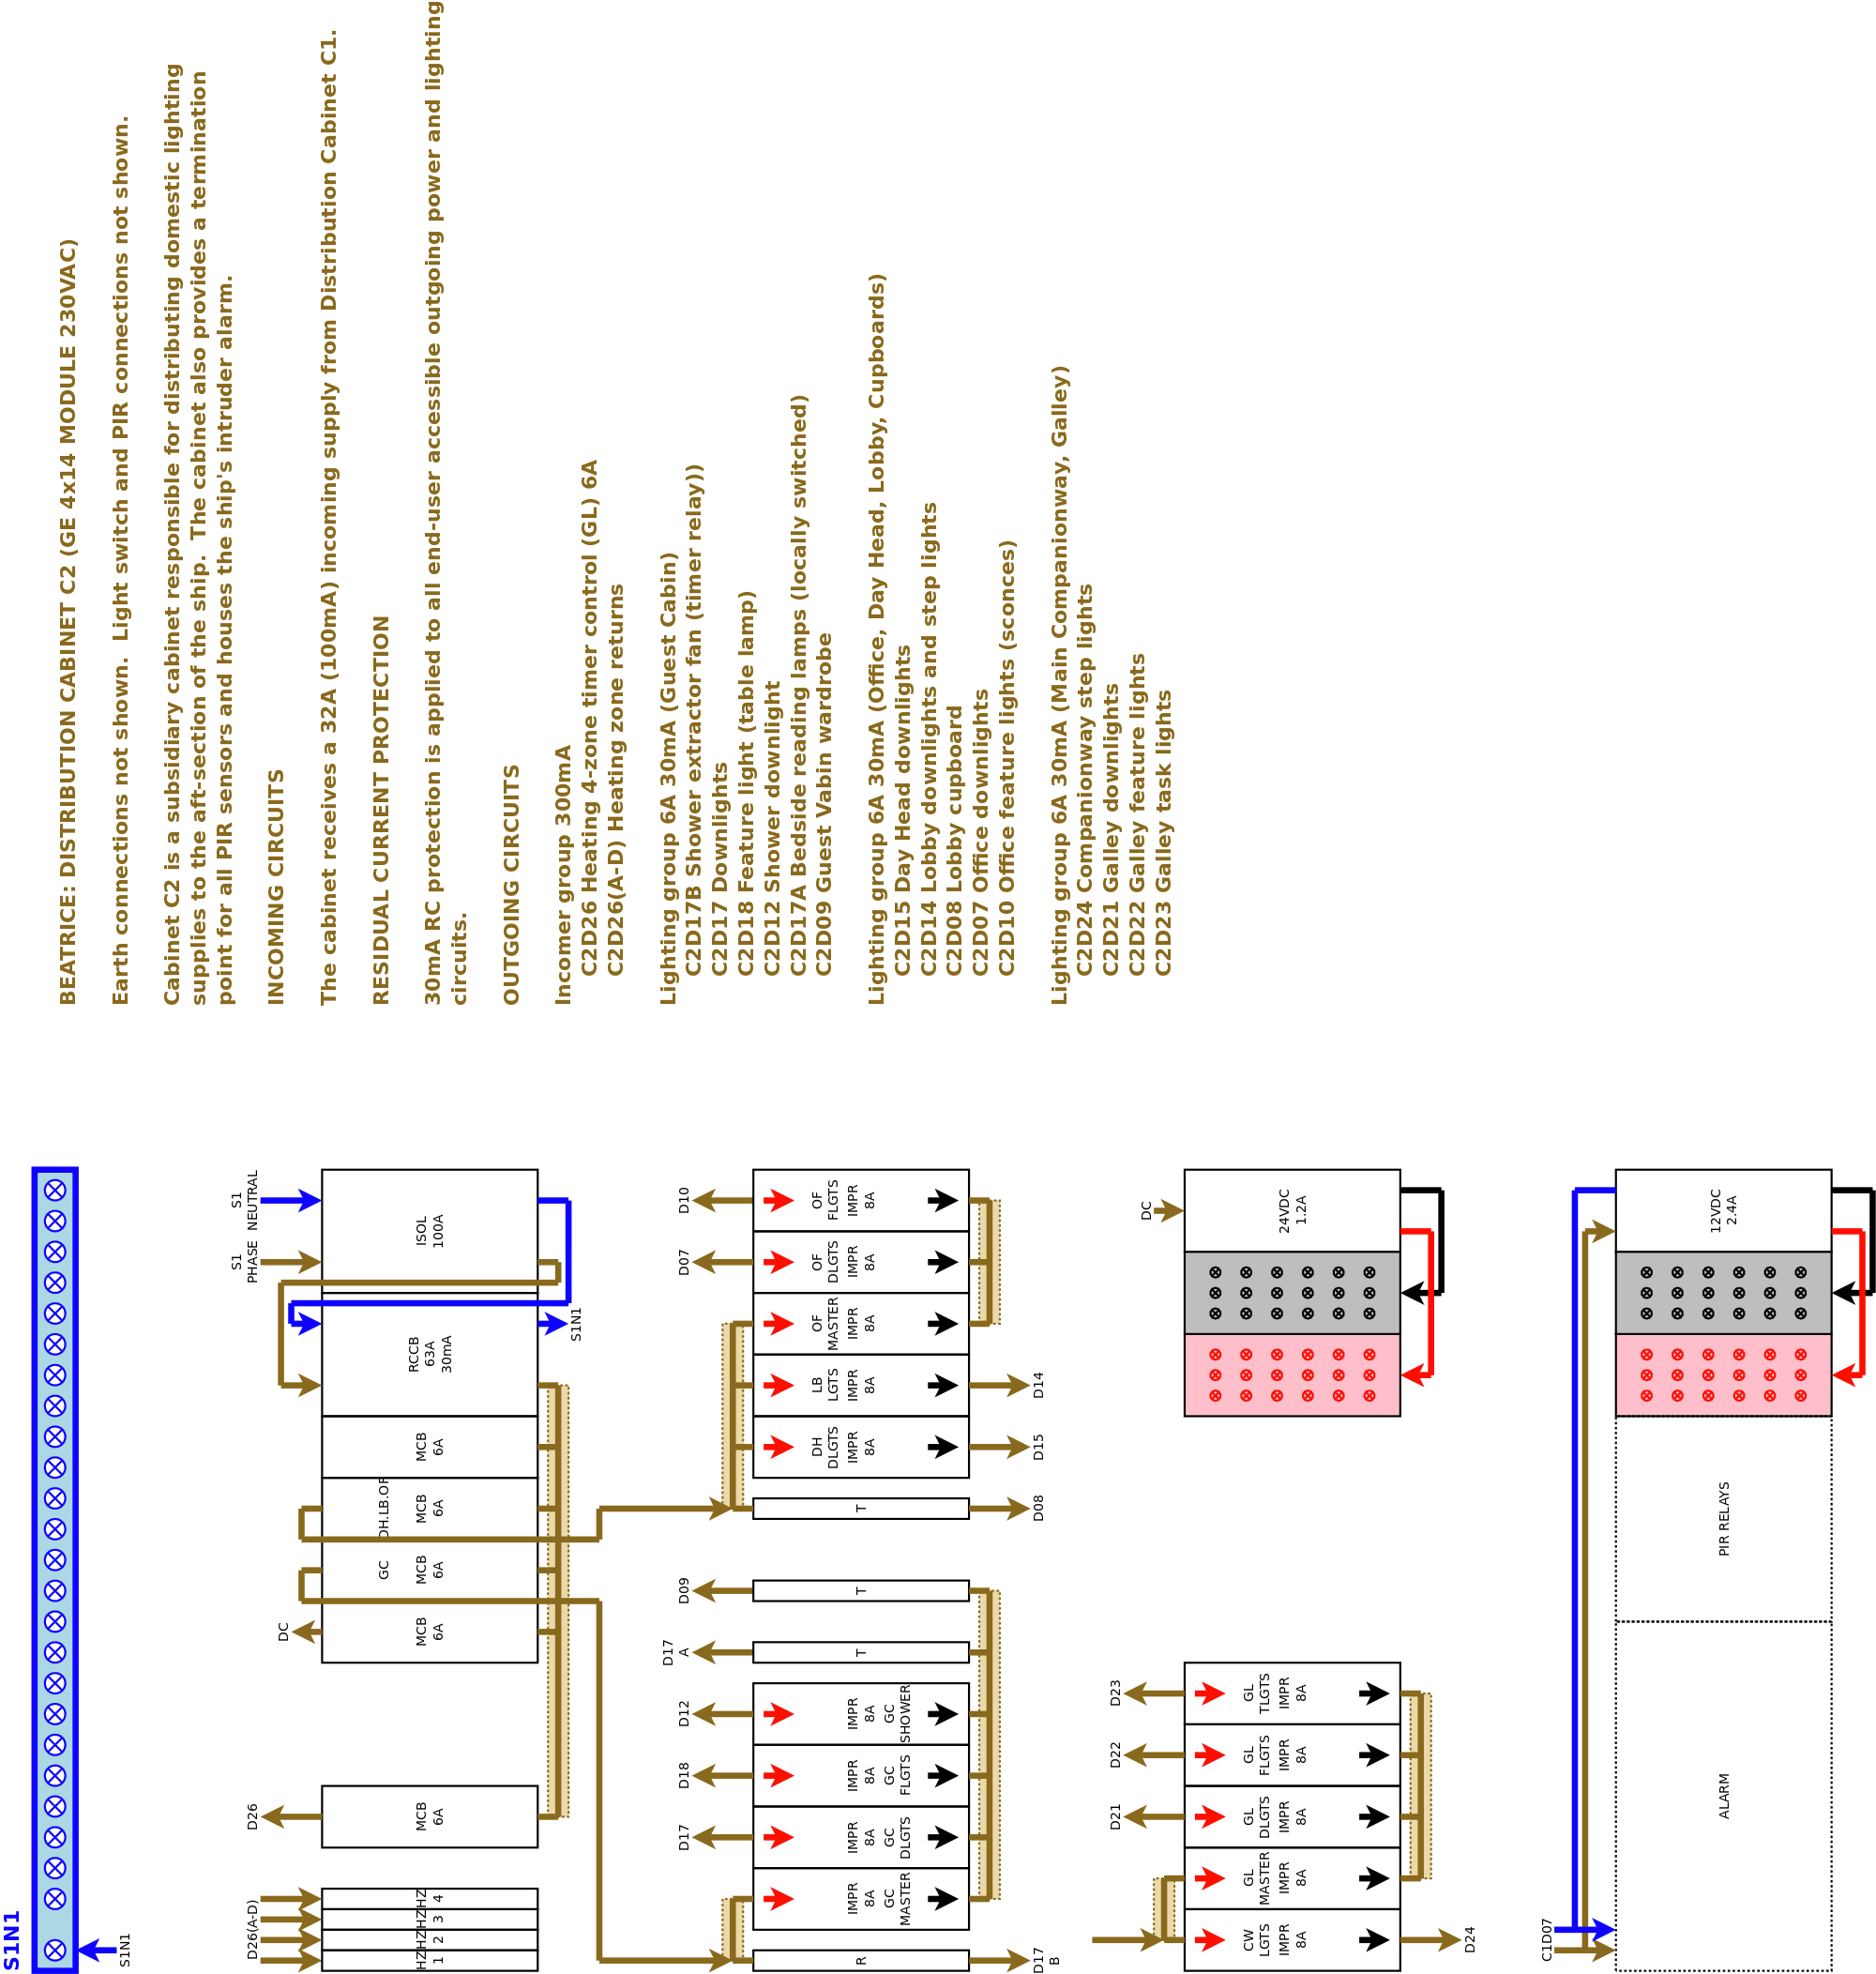 BEATRICE: DISTRIBUTION CABINET C2 (GE 4x14 MODULE 230VAC)
Earth connections not shown.  Light switch and PIR connections not shown.
Cabinet C2 is a subsidiary cabinet responsible for distributing domestic lighting
supplies to the aft-section of the ship.  The cabinet also provides a termination
point for all PIR sensors and houses the ship's intruder alarm.
INCOMING CIRCUITS
The cabinet receives a 32A (100mA) incoming supply from Distribution Cabinet C1.
RESIDUAL CURRENT PROTECTION
30mA RC protection is applied to all end-user accessible outgoing power and lighting
circuits.
OUTGOING CIRCUITS
Incomer group 300mA
C2D26 Heating 4-zone timer control (GL) 6A
C2D26(A-D) Heating zone returns
Lighting group 6A 30mA (Guest Cabin)
C2D17B Shower extractor fan (timer relay))
C2D17 Downlights
C2D18 Feature light (table lamp)
C2D12 Shower downlight
C2D17A Bedside reading lamps (locally switched)
C2D09 Guest Vabin wardrobe
Lighting group 6A 30mA (Office, Day Head, Lobby, Cupboards)
C2D15 Day Head downlights
C2D14 Lobby downlights and step lights
C2D08 Lobby cupboard
C2D07 Office downlights
C2D10 Office feature lights (sconces)
Lighting group 6A 30mA (Main Companionway, Galley)
C2D24 Companionway step lights
C2D21 Galley downlights
C2D22 Galley feature lights
C2D23 Galley task lights
S1N1
S1N1
D26(A-D)
HZ
1
HZ
2
HZ
3
HZ
4
D26
MCB
6A
DC
MCB
6A
GC
MCB
6A
DH.LB.OF
MCB
6A
MCB
6A
RCCB
63A
30mA
S1N1
S1
PHASE
S1
NEUTRAL
ISOL
100A
R
D17
B
IMPR
8A
GC
MASTER
D17
IMPR
8A
GC
DLGTS
D18
IMPR
8A
GC
FLGTS
D12
IMPR
8A
GC
SHOWER
D17
A
T
D09
T
T
D08
DH
DLGTS
IMPR
8A
D15
LB
LGTS
IMPR
8A
D14
OF
MASTER
IMPR
8A
D07
OF
DLGTS
IMPR
8A
D10
OF
FLGTS
IMPR
8A
CW
LGTS
IMPR
8A
D24
GL
MASTER
IMPR
8A
D21
GL
DLGTS
IMPR
8A
D22
GL
FLGTS
IMPR
8A
D23
GL
TLGTS
IMPR
8A
DC
24VDC
1.2A
C1D07
ALARM
PIR RELAYS
12VDC
2.4A